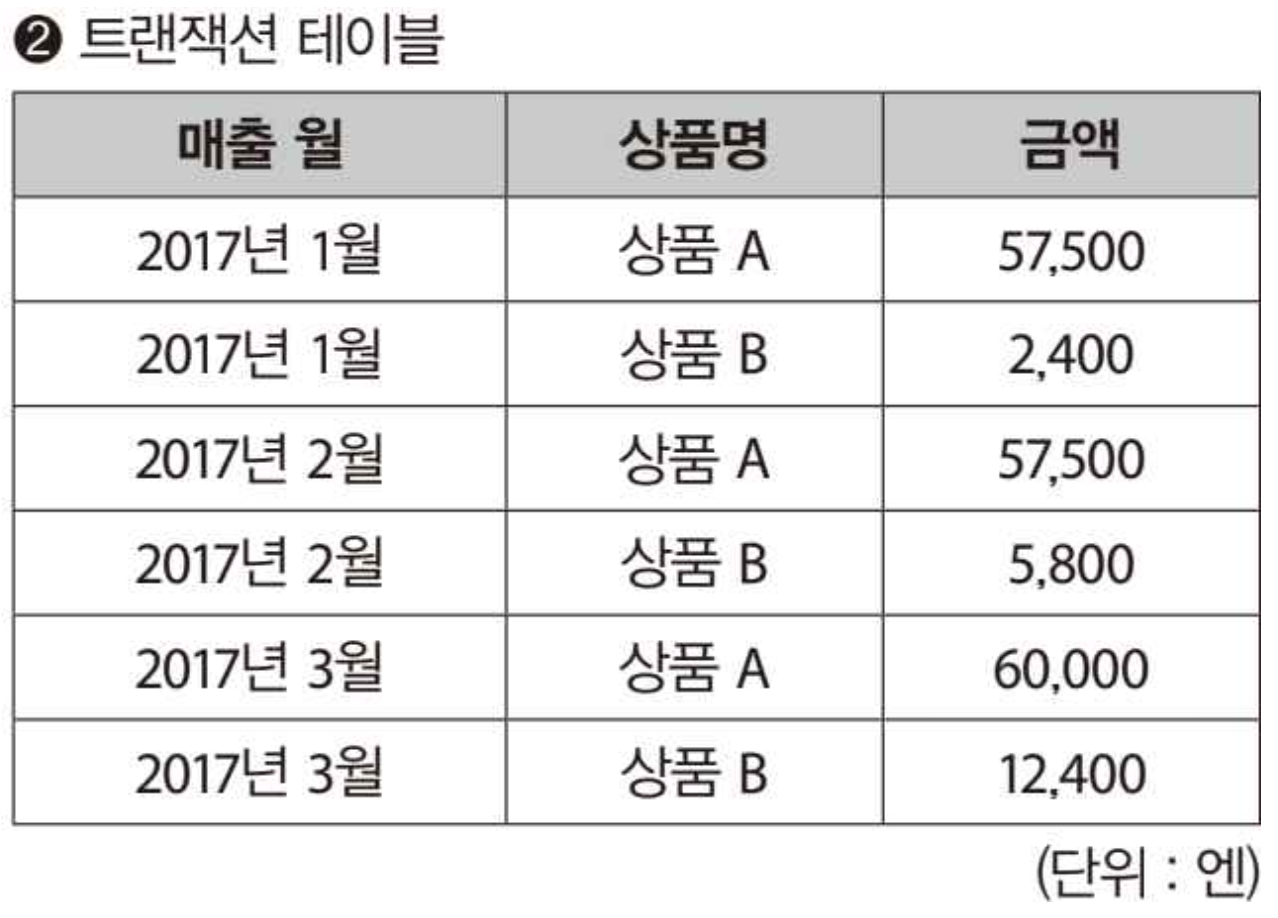 ❷ 트랜잭션 테이블
매출 월 상품명 금액
2017년 1월 상품 A 57,500
2017년 1월 상품 B 2,400
2017년 2월 상품 A 57,500
2017년 2월 상품 B 5,800
2017년 3월 상품 A 60,000
2017년 3월 상품 B 12,400
(단위 : 엔)